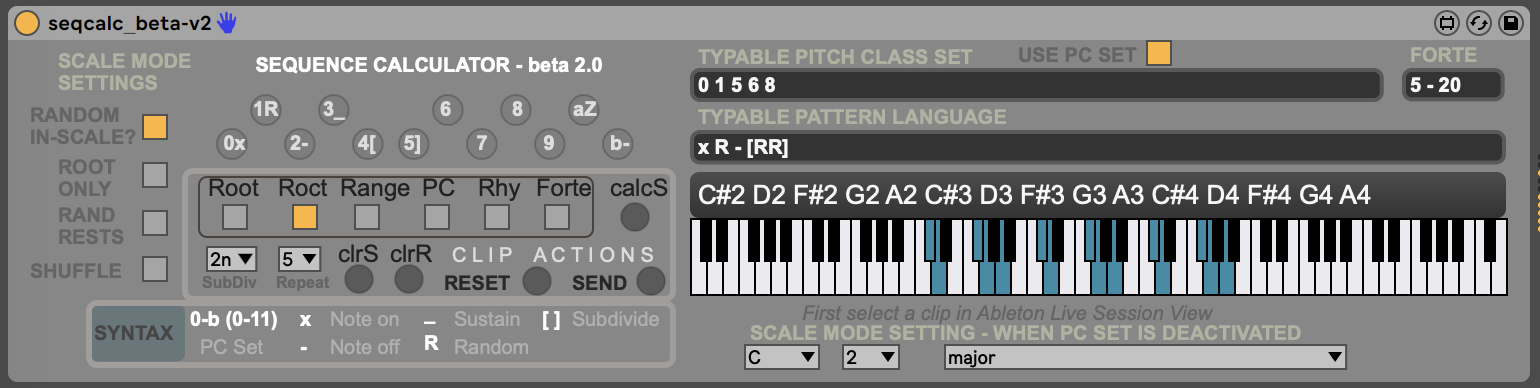 seqcalc_beta-v2
SCALE MODE
SETTINGS
RANDOM
IN-SCALE?
ROOT
ONLY
RAND
RESTS
SHUFFLE
SEQUENCE CALCULATOR - beta 2.0
1R 3_ 6 8 aZ
0x 2- 4[ 5] 7 9 b-
Root Roct Range PC Rhy Forte calcS
2n 5 clrS clrR CLIP ACTIONS
SubDiv Repeat RESET SEND
SYNTAX
0-b (0-11) x Note on _ Sustain [ ] Subdivide
PC Set - Note off R Random
TYPABLE PITCH CLASS SET USE PC SET FORTE
0 1 5 6 8 5 - 20
TYPABLE PATTERN LANGUAGE
x R - [RR]
C#2 D2 F#2 G2 A2 C#3 D3 F#3 G3 A3 C#4 D4 F#4 G4 A4
First select a clip in Ableton Live Session View
SCALE MODE SETTING - WHEN PC SET IS DEACTIVATED
C 2 major